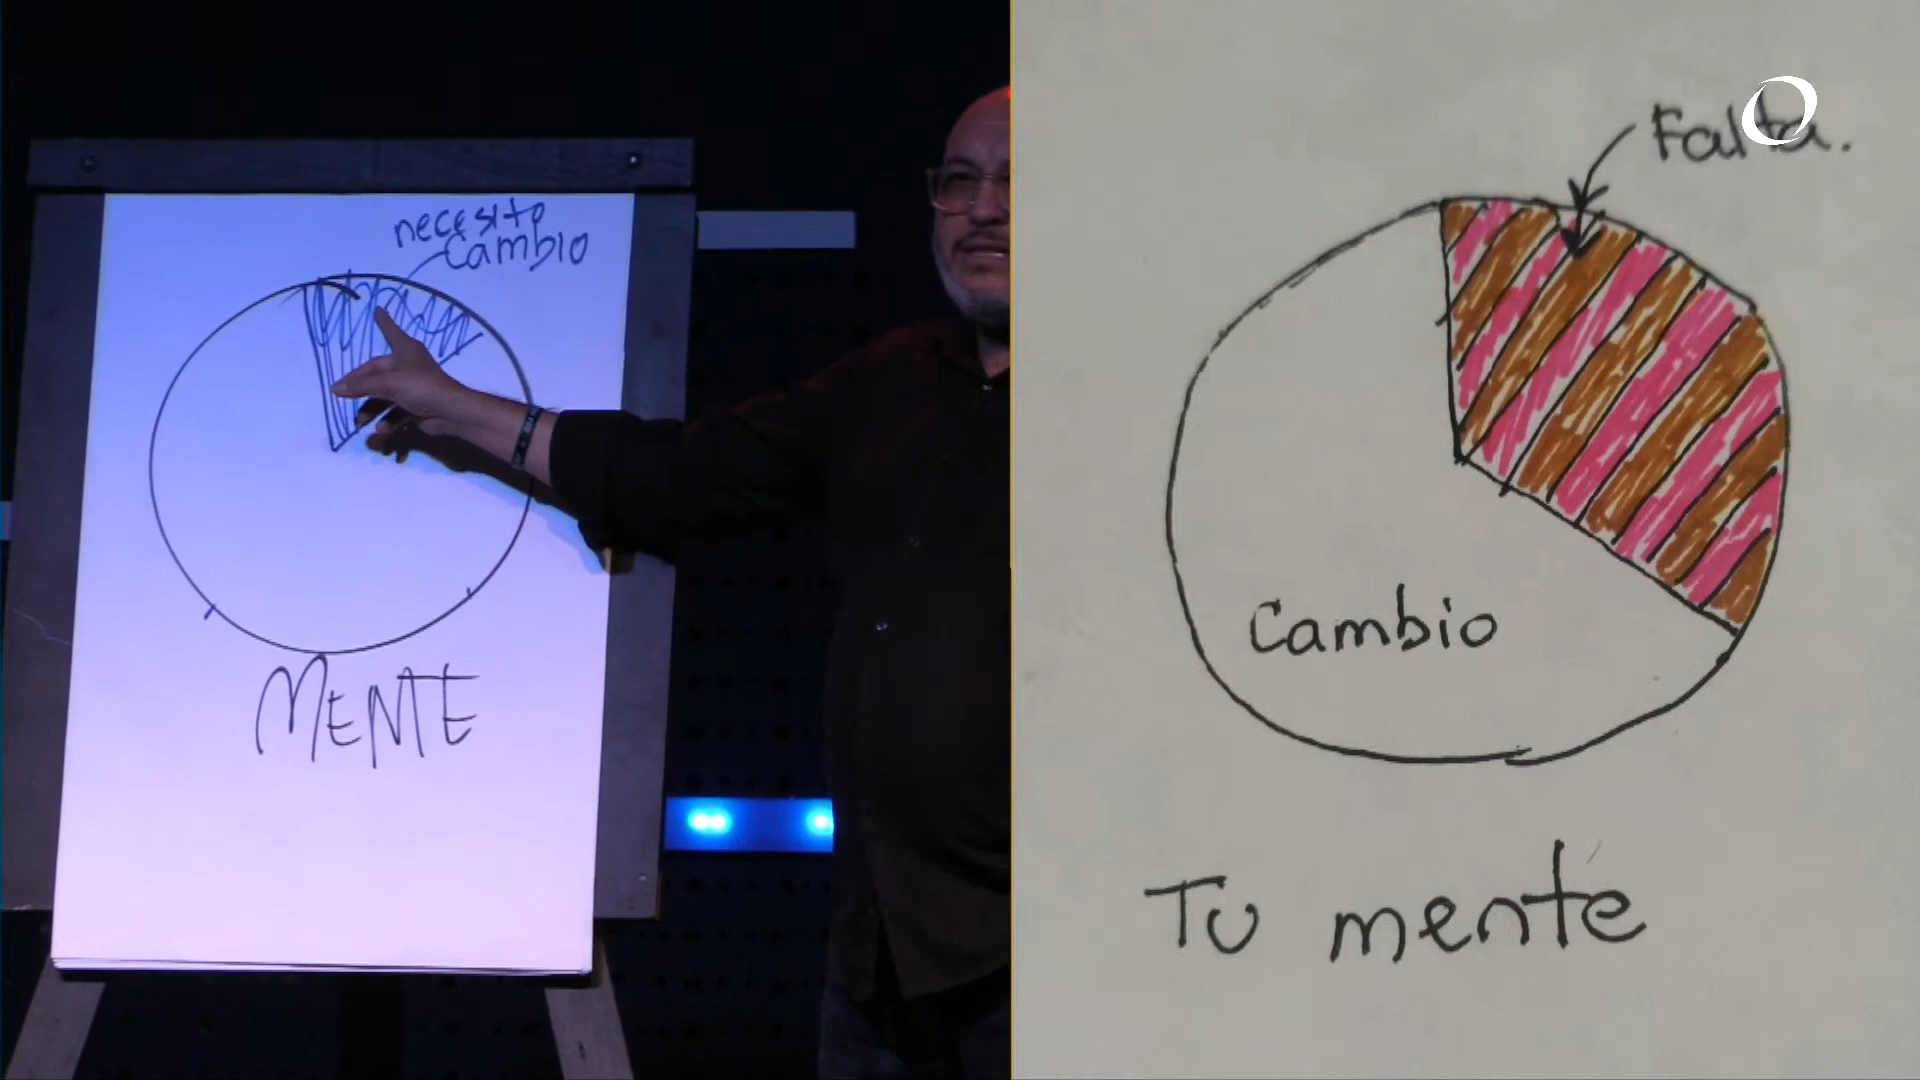 necesito
cambio
MENTE
Falta.
Cambio
Tu mente